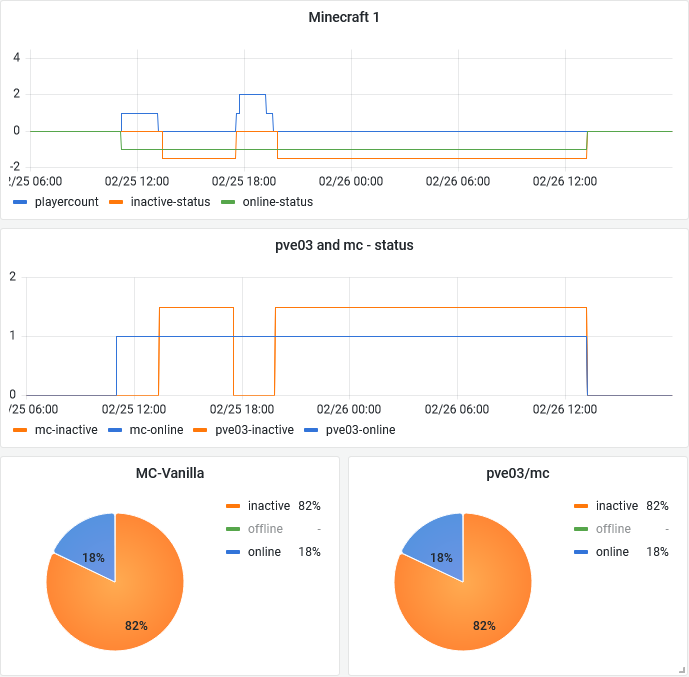 Minecraft 1
4
2
0
-2
2/25 06:00 02/25 12:00 02/25 18:00 02/26 00:00 02/26 06:00 02/26 12:00
playercount inactive-status online-status
pve03 and mc - status
2
1
0
/25 06:00 02/25 12:00 02/25 18:00 02/26 00:00 02/26 06:00 02/26 12:00
mc-inactive mc-online pve03-inactive pve03-online
MC-Vanilla
inactive 82%
offline -
online 18%
18%
82%
pve03/mc
inactive 82%
offline -
online 18%
18%
82%